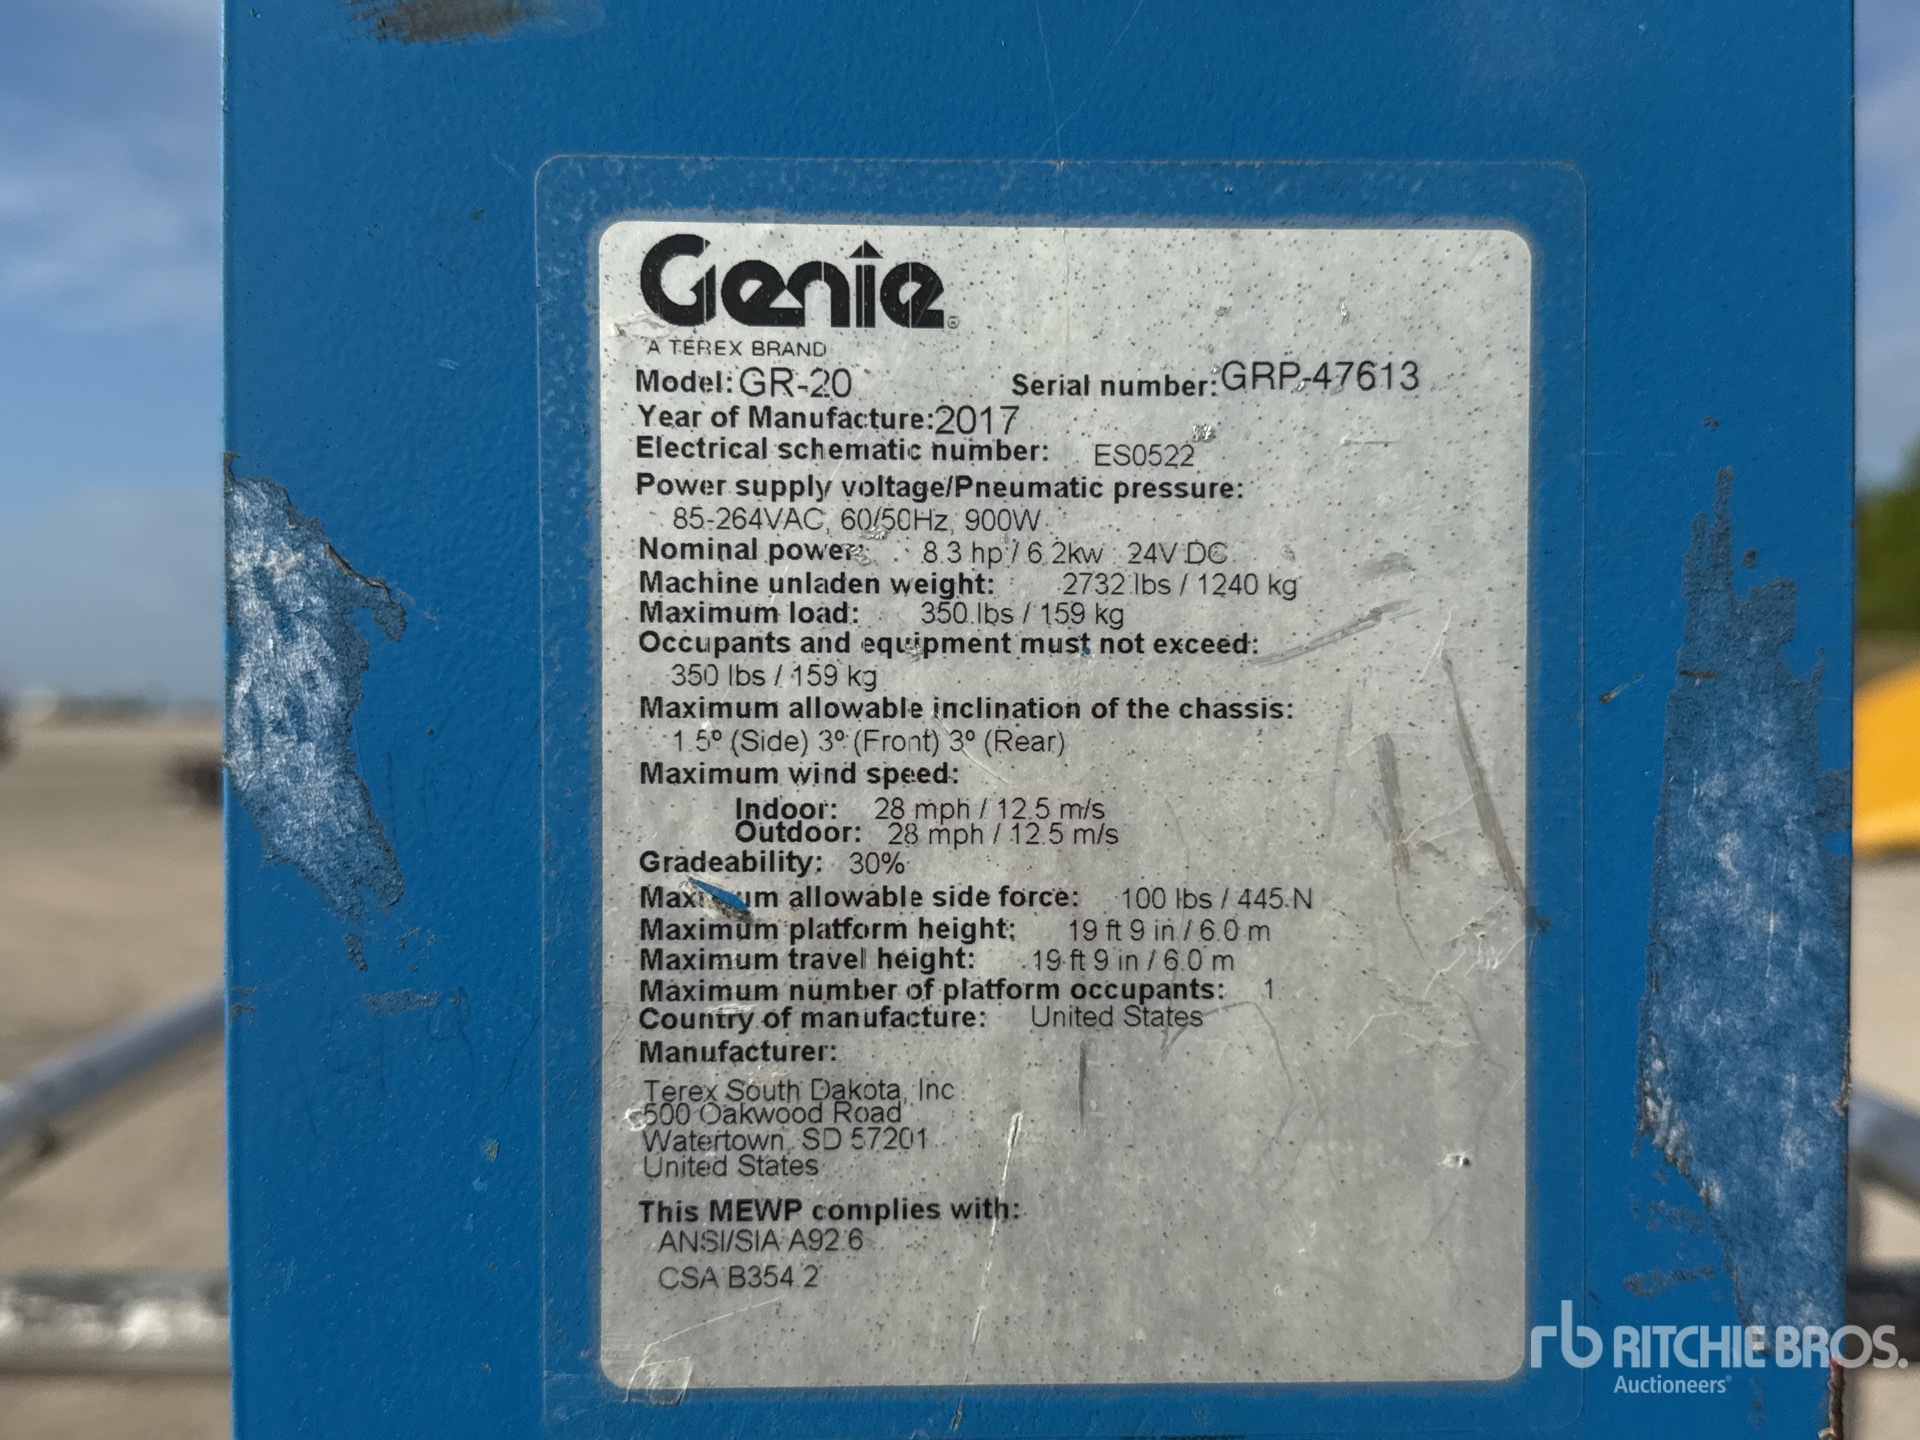 Genie®
A TEREX BRAND
Model: GR-20 Serial number: GRP-47613
Year of Manufacture: 2017
Electrical schematic number: ES0522
Power supply voltage/Pneumatic pressure:
85-264VAC, 60/50Hz, 900W
Nominal power: 8.3 hp / 6.2kw 24V DC
Machine unladen weight: 2732 lbs / 1240 kg
Maximum load: 350 lbs / 159 kg
Occupants and equipment must not exceed:
350 lbs / 159 kg
Maximum allowable inclination of the chassis:
1.5º (Side) 3º (Front) 3º (Rear)
Maximum wind speed:
Indoor: 28 mph / 12.5 m/s
Outdoor: 28 mph / 12.5 m/s
Gradeability: 30%
Maximum allowable side force: 100 lbs / 445 N
Maximum platform height: 19 ft 9 in / 6.0 m
Maximum travel height: 19 ft 9 in / 6.0 m
Maximum number of platform occupants: 1
Country of manufacture: United States
Manufacturer:
Terex South Dakota, Inc
500 Oakwood Road
Watertown, SD 57201
United States
This MEWP complies with:
ANSI/SIA A92.6
CSA B354.2
rb RITCHIE BROS.
Auctioneers®